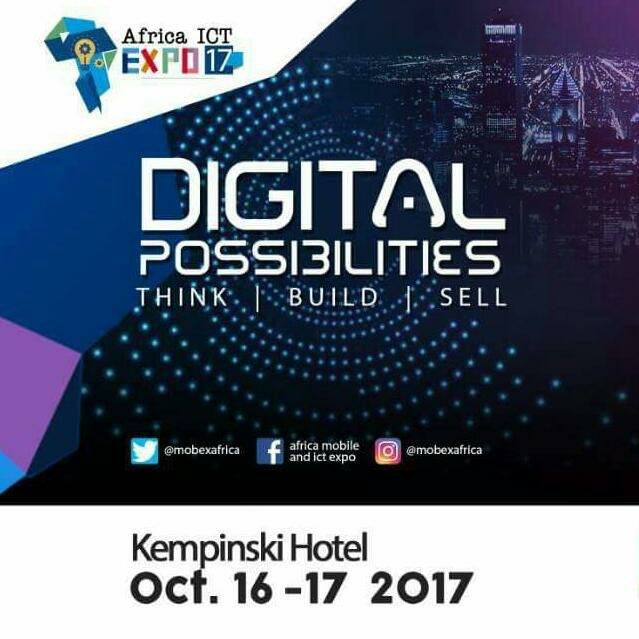 Africa ICT
EXPO 17
DIGITAL
POSSIBILITIES
THINK | BUILD | SELL
@mobexafrica
africa mobile
and ict expo
@mobexafrica
Kempinski Hotel
Oct. 16 -17 2017